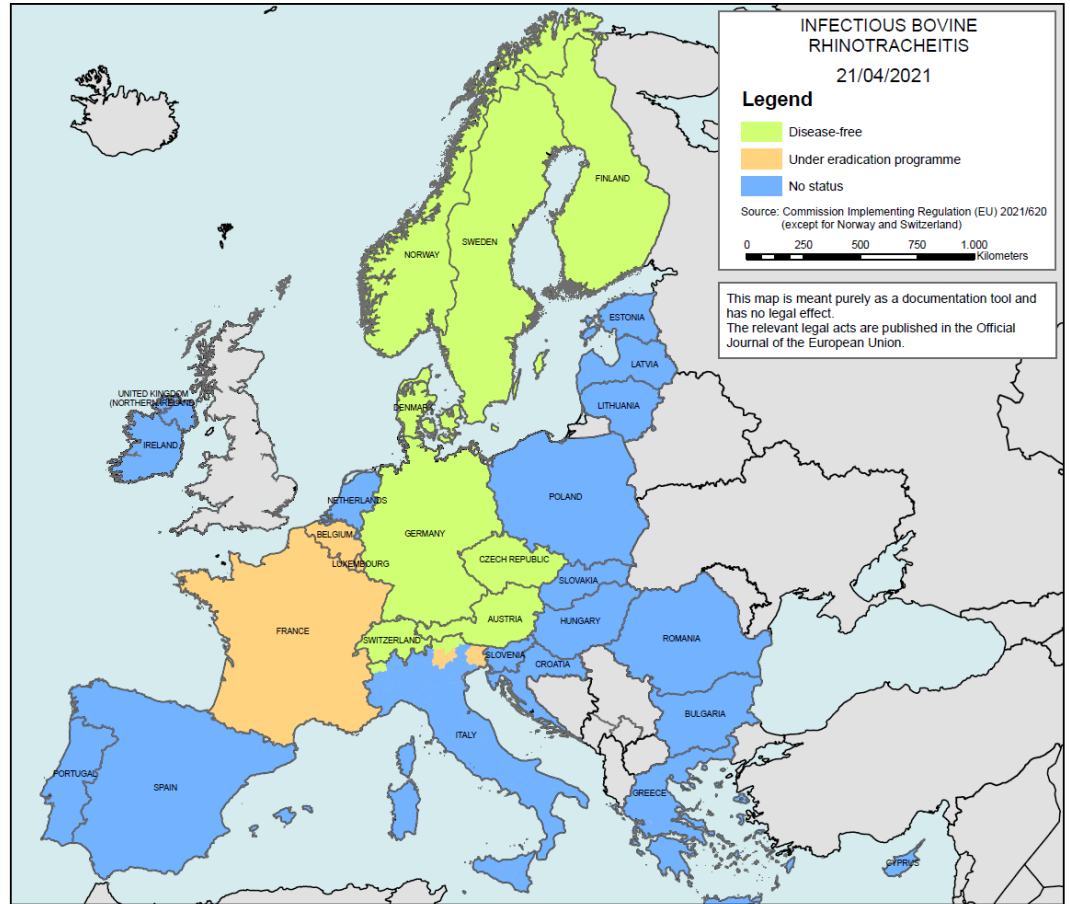 INFECTIOUS BOVINE
RHINOTRACHEITIS
21/04/2021
Legend
Disease-free
Under eradication programme
No status
Source: Commission Implementing Regulation (EU) 2021/620
(except for Norway and Switzerland)
0 250 500 750 1.000
Kilometers
This map is meant purely as a documentation tool and
has no legal effect.
The relevant legal acts are published in the Official
Journal of the European Union.
FINLAND
SWEDEN
NORWAY
ESTONIA
LATVIA
LITHUANIA
DENMARK
UNITED KINGDOM
(NORTHERN IRELAND)
IRELAND
NETHERLANDS
POLAND
BELGIUM
GERMANY
LUXEMBOURG
CZECH REPUBLIC
SLOVAKIA
AUSTRIA
HUNGARY
FRANCE
SWITZERLAND
ROMANIA
SLOVENIA
CROATIA
BULGARIA
ITALY
PORTUGAL
SPAIN
GREECE
CYPRUS